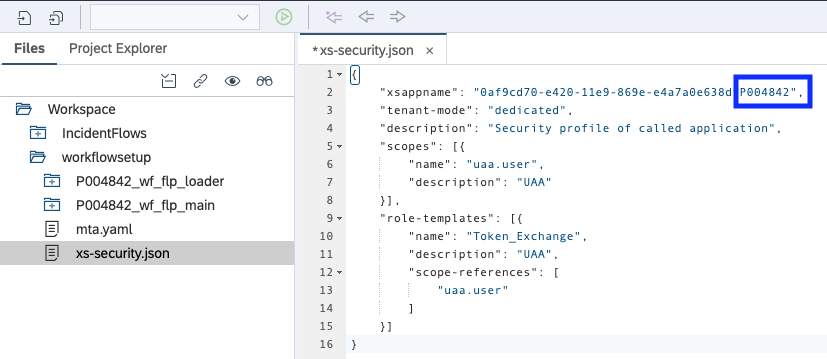 Files
Project Explorer
Workspace
IncidentFlows
workflowsetup
P004842_wf_flp_loader
P004842_wf_flp_main
mta.yaml
xs-security.json
*xs-security.json ×
1 {
2 "xsappname": "0af9cd70-e420-11e9-869e-e4a7a0e638d P004842",
3 "tenant-mode": "dedicated",
4 "description": "Security profile of called application",
5 "scopes": [{
6 "name": "uaa.user",
7 "description": "UAA"
8 }],
9 "role-templates": [{
10 "name": "Token_Exchange",
11 "description": "UAA",
12 "scope-references": [
13 "uaa.user"
14 ]
15 }]
16 }